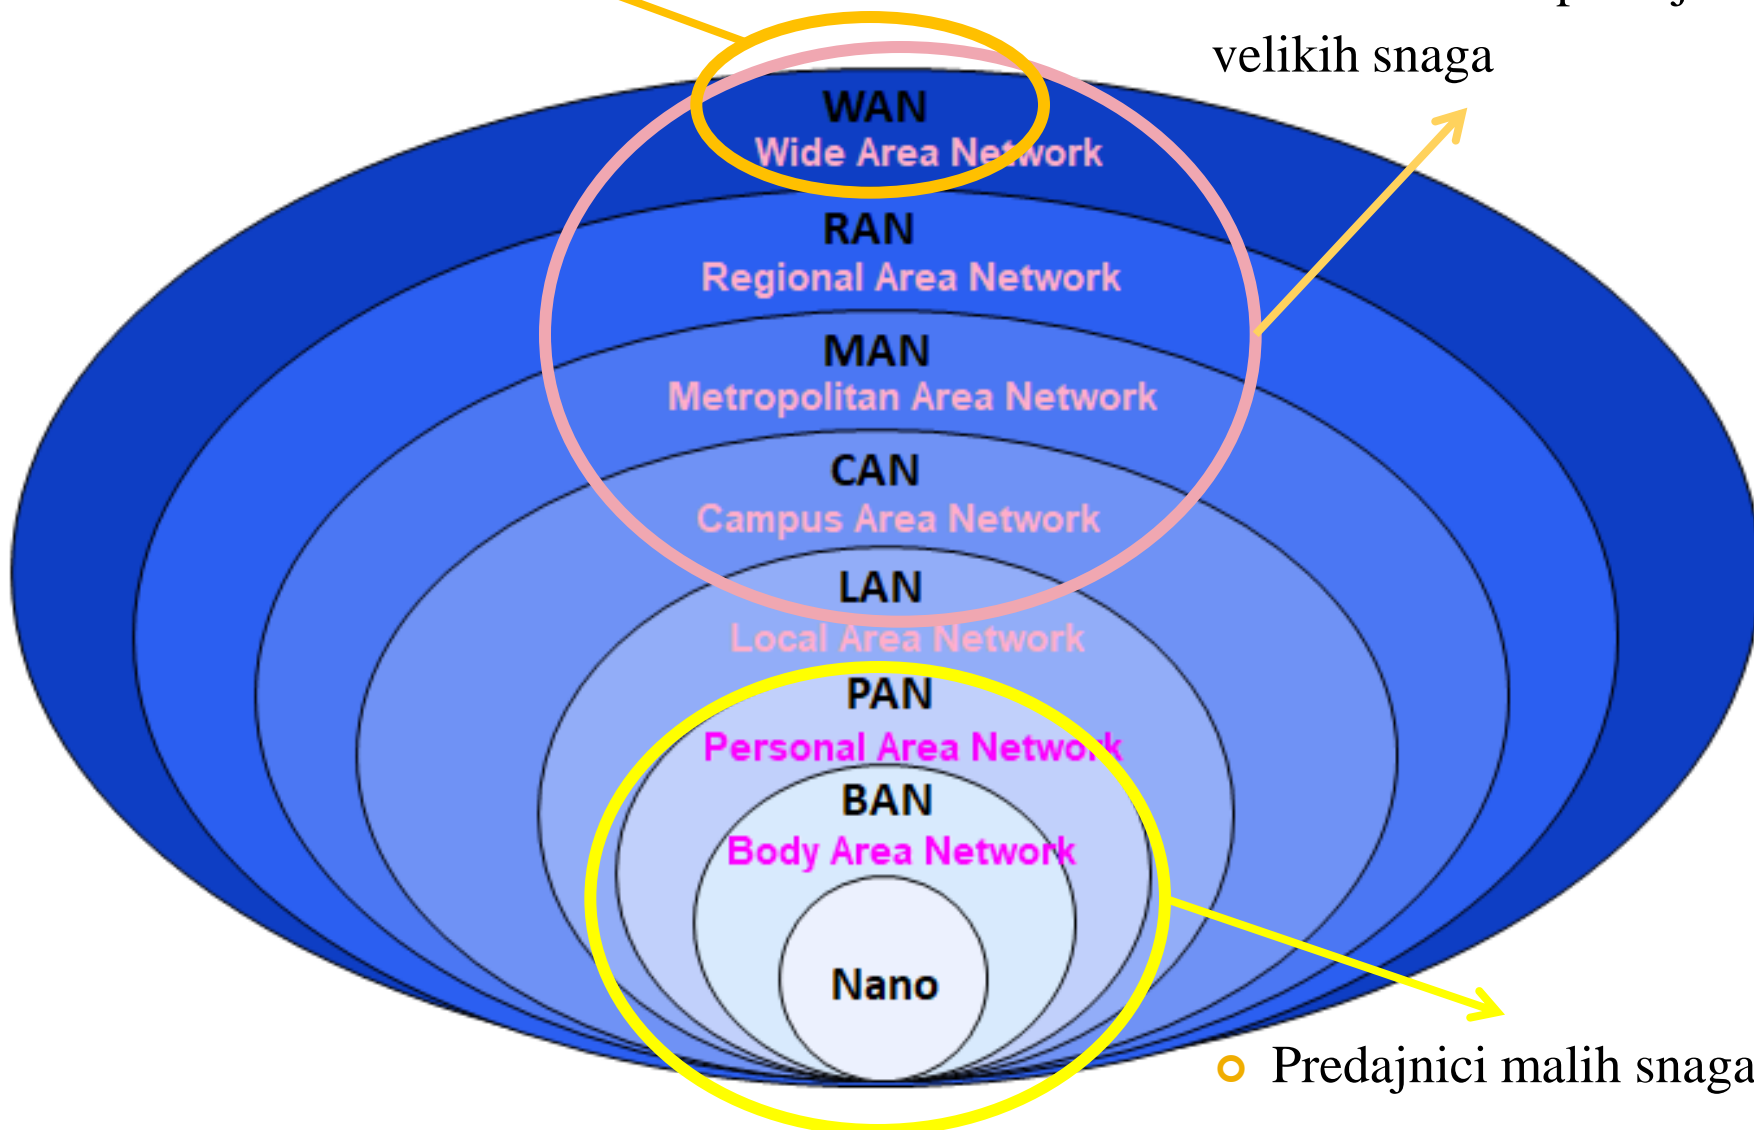 velikih snaga
WAN
Wide Area Network
RAN
Regional Area Network
MAN
Metropolitan Area Network
CAN
Campus Area Network
LAN
Local Area Network
PAN
Personal Area Network
BAN
Body Area Network
Nano
Predajnici malih snaga